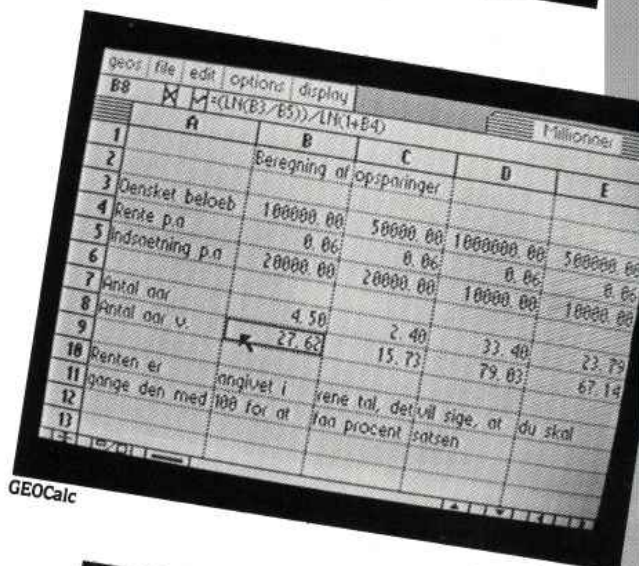 geos file edit options display
B8 =(LN(B3/B5))/LN(1+B4) Millionner
A B C D E
1
2 Beregning af opsparinger
3 Oensket beloeb 100000.00 50000.00 1000000.00 500000.00
4 Rente p.a 0.06 0.06 0.06 0.06
5 Indsaetning p.a 20000.00 20000.00 10000.00 10000.00
6
7 Antal aar 4.50 2.40 33.40 23.79
8 Antal aar v. 27.62 15.73 79.03 67.14
9
10 Renten er angivet i rene tal, det vil sige, at du skal
11 gange den med 100 for at faa procent satsen
12
13
GEOCalc